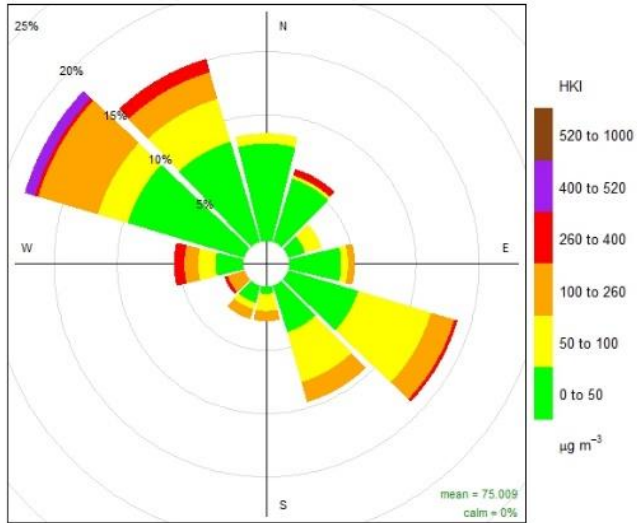 25%
N
20%
15%
10%
5%
W
E
S
mean = 75.009
calm = 0%
HKI
520 to 1000
400 to 520
260 to 400
100 to 260
50 to 100
0 to 50
µg m⁻³